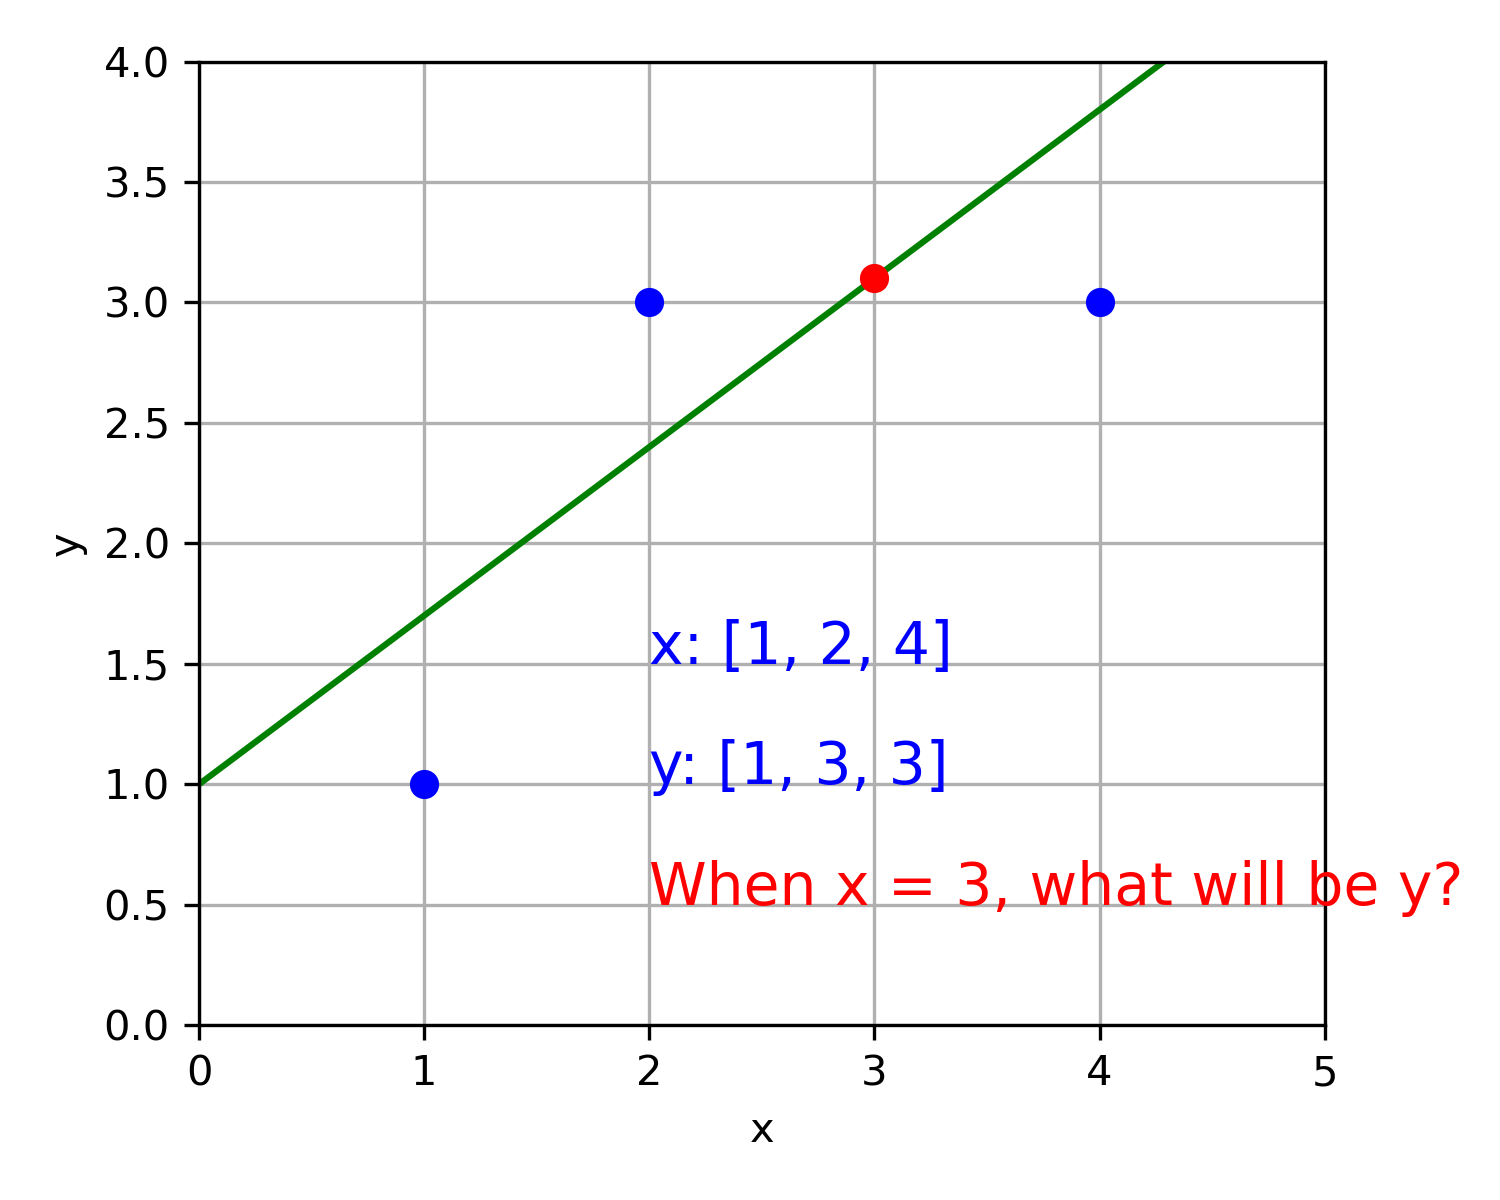 4.0
3.5
3.0
2.5
2.0
1.5
1.0
0.5
0.0
y
x: [1, 2, 4]
y: [1, 3, 3]
When x = 3, what will be y?
0 1 2 3 4 5
x